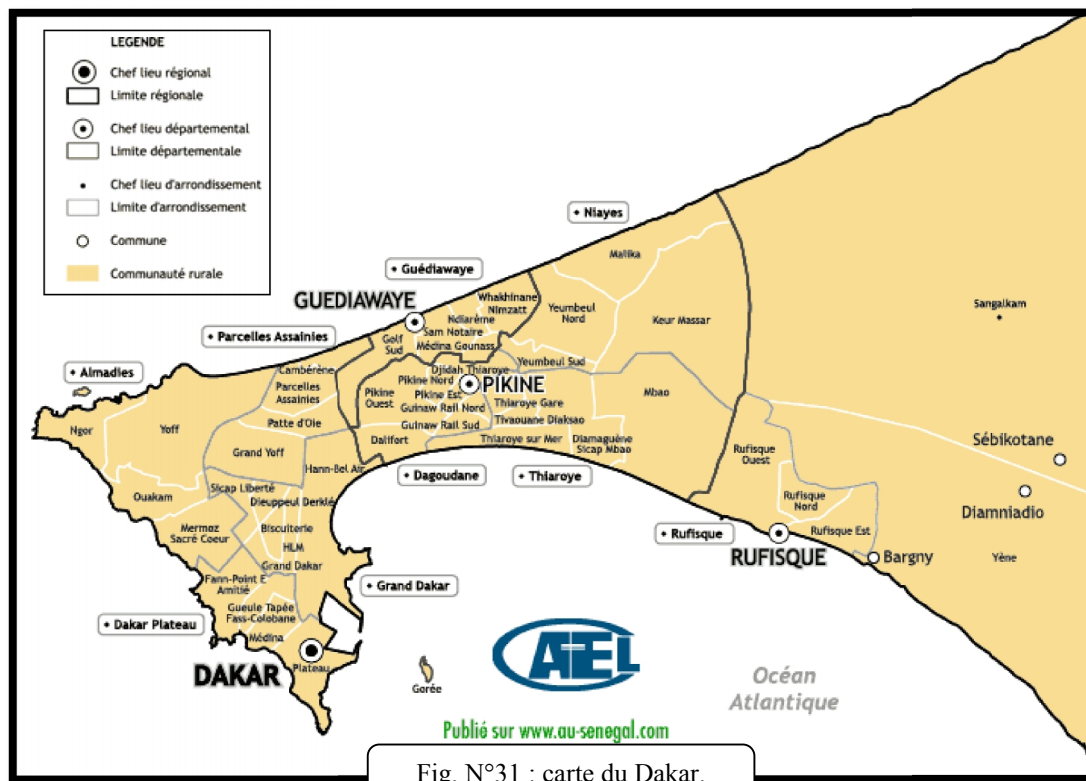 LEGENDE
Chef lieu régional
Limite régionale
Chef lieu départemental
Limite départementale
Chef lieu d'arrondissement
Limite d'arrondissement
Commune
Communauté rurale
Niayes
Guédiawaye
GUEDIAWAYE
Parcelles Assainies
Almadies
Malika
Whakhinane
Nimzatt
Yeumbeul
Nord
Ndiarème
Sam Notaire
Golf
Sud
Médina Gounass
Keur Massar
Sangalkam
Cambérène
Parcelles
Assainies
Patte d'Oie
Djidah Thiaroye
Yeumbeul Sud
Pikine Nord
PIKINE
Pikine
Ouest
Pikine Est
Guinaw Rail Nord
Guinaw Rail Sud
Thiaroye Gare
Tivaouane Diaksao
Mbao
Ngor
Yoff
Grand Yoff
Dalifort
Thiaroye sur Mer
Diamaguène
Sicap Mbao
Hann-Bel Air
Dagoudane
Thiaroye
Rufisque
Ouest
Sébikotane
Ouakam
Sicap Liberté
Dieuppeul Derklé
Rufisque
Nord
Diamniadio
Mermoz
Sacré Coeur
Biscuiterie
HLM
Grand Dakar
Rufisque
RUFISQUE
Rufisque Est
Bargny
Yène
Fann-Point E
Amitié
Grand Dakar
Gueule Tapée
Fass-Colobane
Dakar Plateau
Médina
DAKAR
Plateau
Gorée
ATEL
Océan
Atlantique
Publié sur www.au-senegal.com
Fig. N°31 : carte du Dakar.